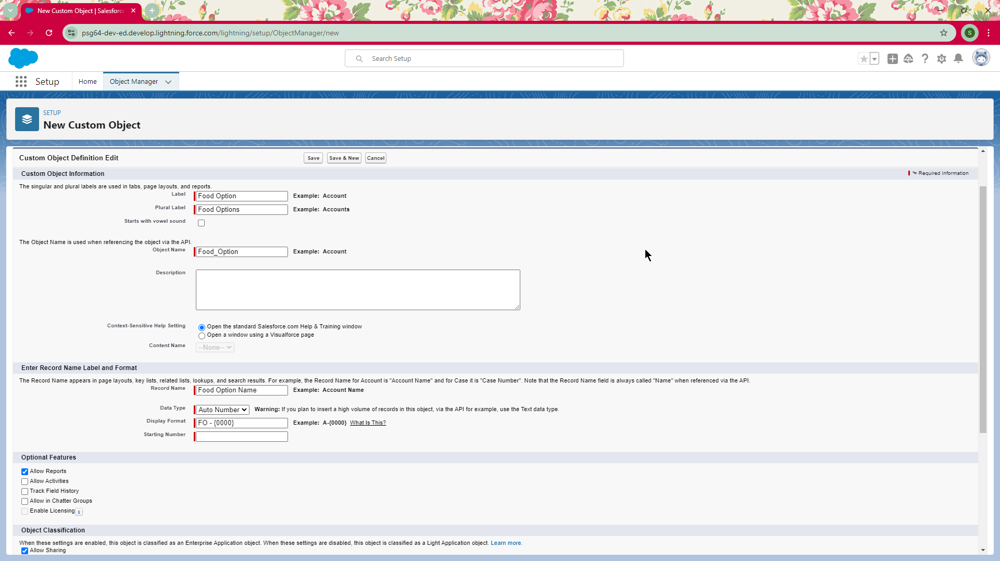 New Custom Object | Salesforce
psg64-dev-ed.develop.lightning.force.com/lightning/setup/ObjectManager/new
S
Search Setup
Setup
Home
Object Manager
SETUP
New Custom Object
Custom Object Definition Edit
Save
Save & New
Cancel
Custom Object Information
*= Required Information
The singular and plural labels are used in tabs, page layouts, and reports.
Label
Food Option
Example: Account
Plural Label
Food Options
Example: Accounts
Starts with vowel sound
The Object Name is used when referencing the object via the API.
Object Name
Food_Option
Example: Account
Description
Context-Sensitive Help Setting
Open the standard Salesforce.com Help & Training window
Open a window using a Visualforce page
Content Name
--None--
Enter Record Name Label and Format
The Record Name appears in page layouts, key lists, related lists, lookups, and search results. For example, the Record Name for Account is "Account Name" and for Case it is "Case Number". Note that the Record Name field is always called "Name" when referenced via the API.
Record Name
Food Option Name
Example: Account Name
Data Type
Auto Number
Warning: If you plan to insert a high volume of records in this object, via the API for example, use the Text data type.
Display Format
FO - {0000}
Example: A-{0000} What Is This?
Starting Number
Optional Features
Allow Reports
Allow Activities
Track Field History
Allow in Chatter Groups
Enable Licensing
i
Object Classification
When these settings are enabled, this object is classified as an Enterprise Application object. When these settings are disabled, this object is classified as a Light Application object. Learn more.
Allow Sharing